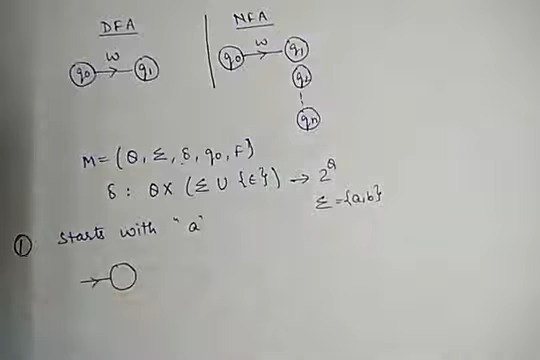 DFA
NFA
w
q0
q1
w
q0
q1
q2
qn
M = (Q, Σ, δ, q0, F)
δ : Q X (Σ ∪ {ε}) → 2^Q
Σ = {a,b}
① Starts with "a"